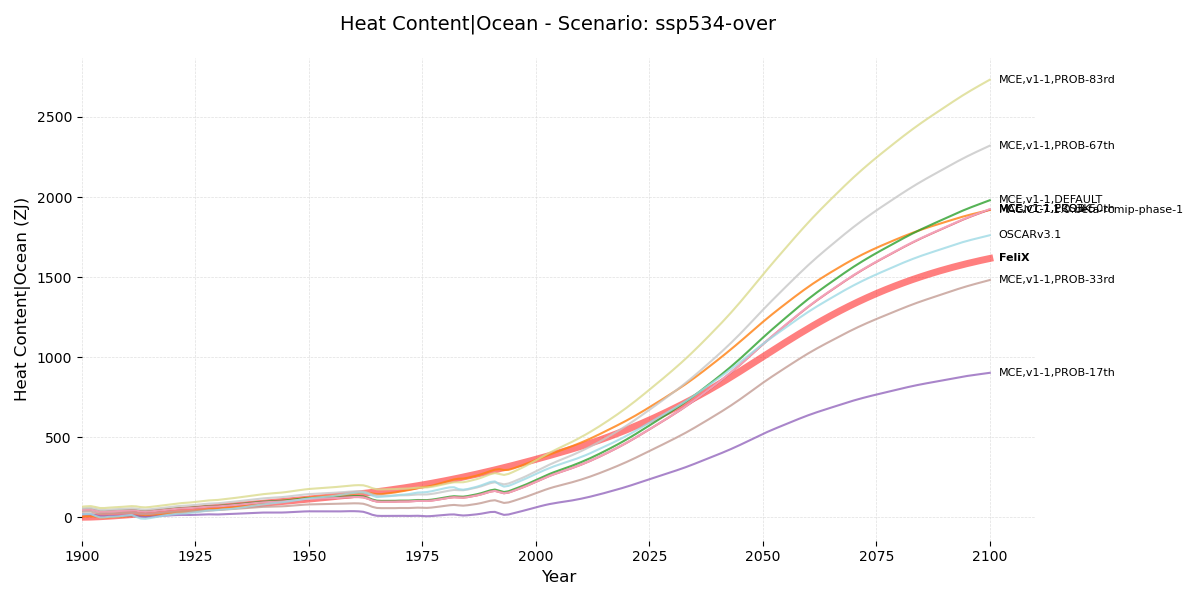 Heat Content|Ocean - Scenario: ssp534-over
Heat Content|Ocean (ZJ)
2500
2000
1500
1000
500
0
1900
1925
1950
1975
2000
2025
2050
2075
2100
Year
MCE,v1-1,PROB-83rd
MCE,v1-1,PROB-67th
MCE,v1-1,DEFAULT
OSCARv3.1
FeliX
MCE,v1-1,PROB-33rd
MCE,v1-1,PROB-17th